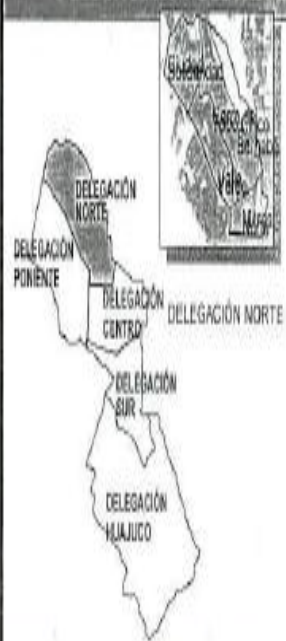 DELEGACIÓN
NORTE
DELEGACIÓN
PONIENTE
DELEGACIÓN
CENTRO
DELEGACIÓN NORTE
DELEGACIÓN
SUR
DELEGACIÓN
HUAJUCO